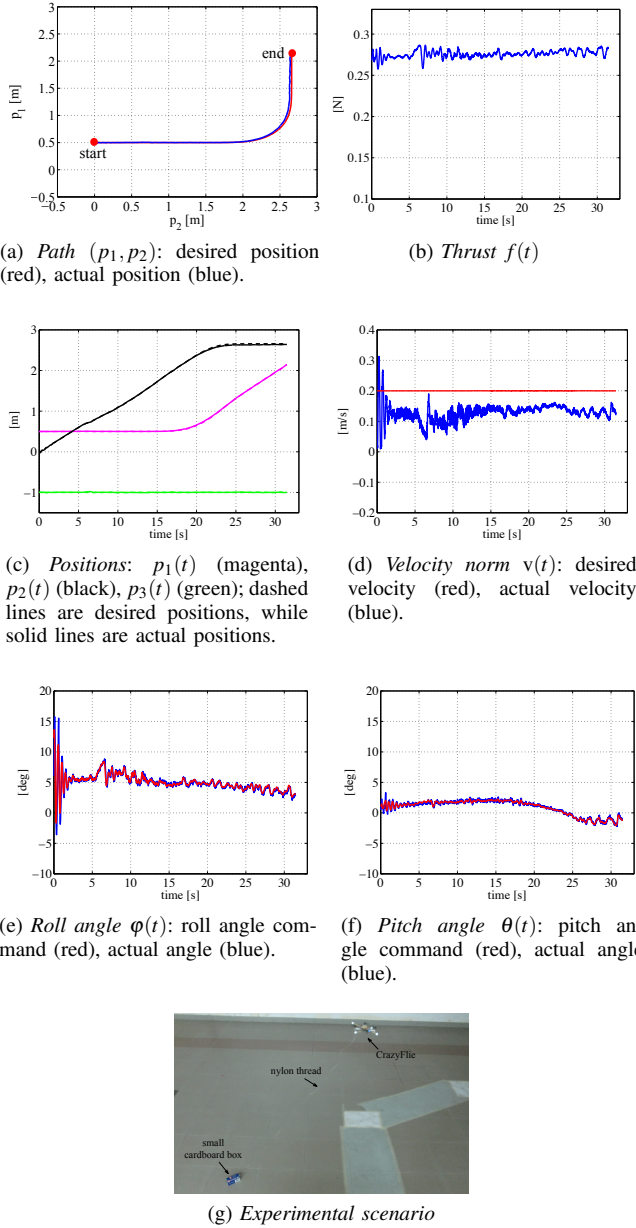 3
2.5
2
1.5
1
0.5
0
−0.5
−0.5 0 0.5 1 1.5 2 2.5 3
p1 [m]
p2 [m]
start
end
0.3
0.25
0.2
0.15
0.1
0 5 10 15 20 25 30
[N]
time [s]
(a) Path (p1, p2): desired position
(red), actual position (blue).
(b) Thrust f(t)
3
2
1
0
−1
0 5 10 15 20 25 30
[m]
time [s]
0.4
0.3
0.2
0.1
0
−0.1
−0.2
0 5 10 15 20 25 30
[m/s]
time [s]
(c) Positions: p1(t) (magenta),
p2(t) (black), p3(t) (green); dashed
lines are desired positions, while
solid lines are actual positions.
(d) Velocity norm v(t): desired
velocity (red), actual velocity
(blue).
20
15
10
5
0
−5
−10
0 5 10 15 20 25 30
[deg]
time [s]
20
15
10
5
0
−5
−10
0 5 10 15 20 25 30
[deg]
time [s]
(e) Roll angle φ(t): roll angle com-
mand (red), actual angle (blue).
(f) Pitch angle θ(t): pitch an-
gle command (red), actual angle
(blue).
CrazyFlie
nylon thread
small
cardboard box
(g) Experimental scenario